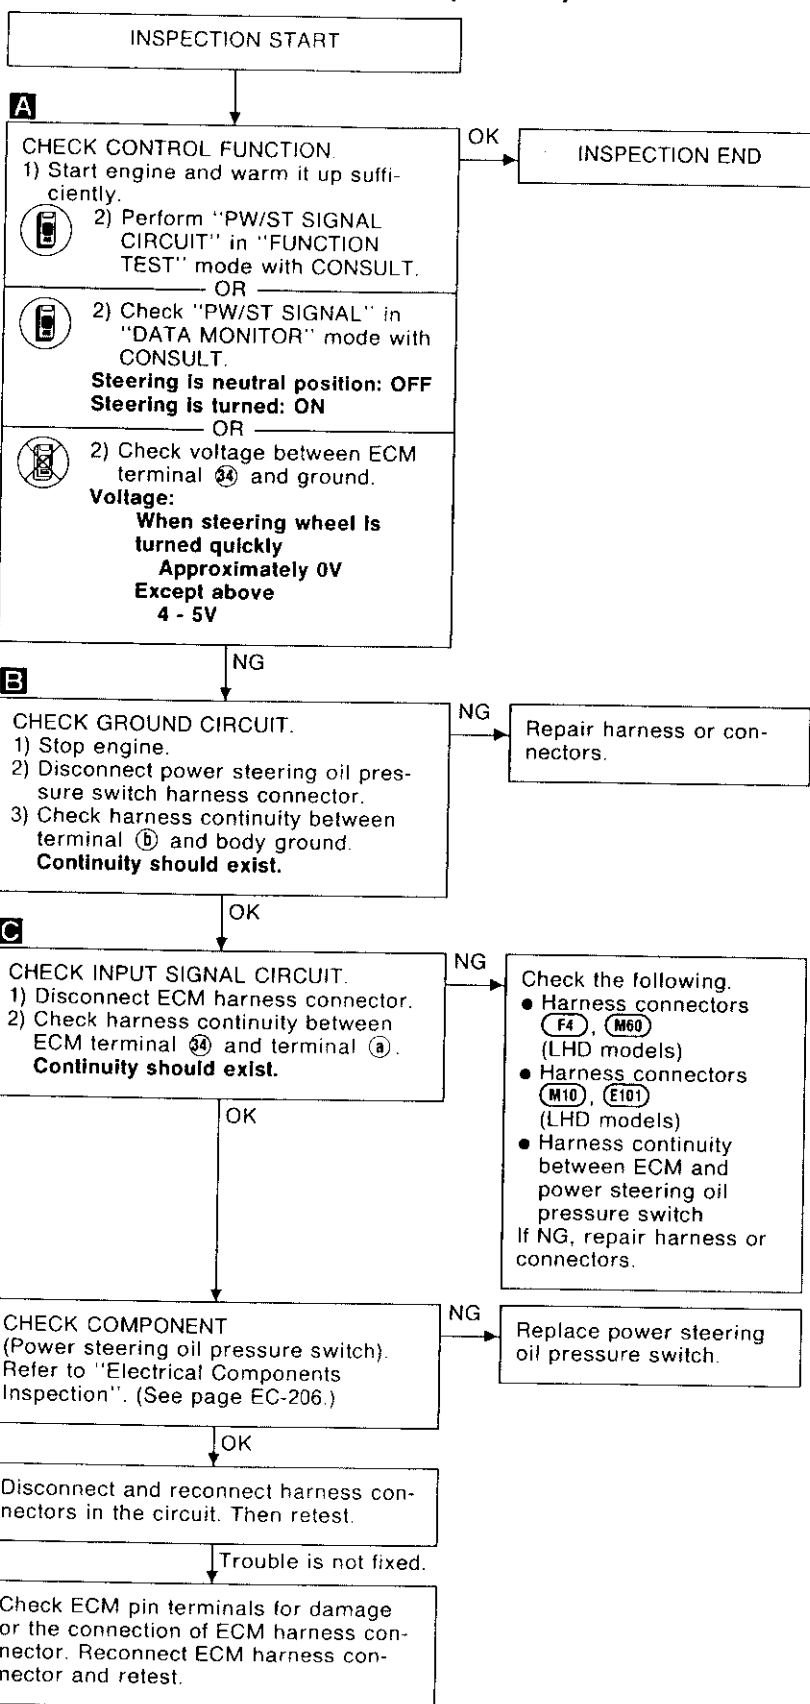 INSPECTION START
A
CHECK CONTROL FUNCTION.
1) Start engine and warm it up suffi-
ciently.
2) Perform "PW/ST SIGNAL
CIRCUIT" in "FUNCTION
TEST" mode with CONSULT.
OR
2) Check "PW/ST SIGNAL" in
"DATA MONITOR" mode with
CONSULT.
Steering is neutral position: OFF
Steering is turned: ON
OR
2) Check voltage between ECM
terminal 34 and ground.
Voltage:
When steering wheel is
turned quickly
Approximately 0V
Except above
4 - 5V
OK
INSPECTION END
NG
B
CHECK GROUND CIRCUIT.
1) Stop engine.
2) Disconnect power steering oil pres-
sure switch harness connector.
3) Check harness continuity between
terminal b and body ground.
Continuity should exist.
NG
Repair harness or con-
nectors.
OK
C
CHECK INPUT SIGNAL CIRCUIT.
1) Disconnect ECM harness connector.
2) Check harness continuity between
ECM terminal 34 and terminal a.
Continuity should exist.
NG
Check the following.
● Harness connectors
F4, M60
(LHD models)
● Harness connectors
M10, E101
(LHD models)
● Harness continuity
between ECM and
power steering oil
pressure switch
If NG, repair harness or
connectors.
OK
CHECK COMPONENT
(Power steering oil pressure switch).
Refer to "Electrical Components
Inspection". (See page EC-206.)
NG
Replace power steering
oil pressure switch.
OK
Disconnect and reconnect harness con-
nectors in the circuit. Then retest.
Trouble is not fixed.
Check ECM pin terminals for damage
or the connection of ECM harness con-
nector. Reconnect ECM harness con-
nector and retest.